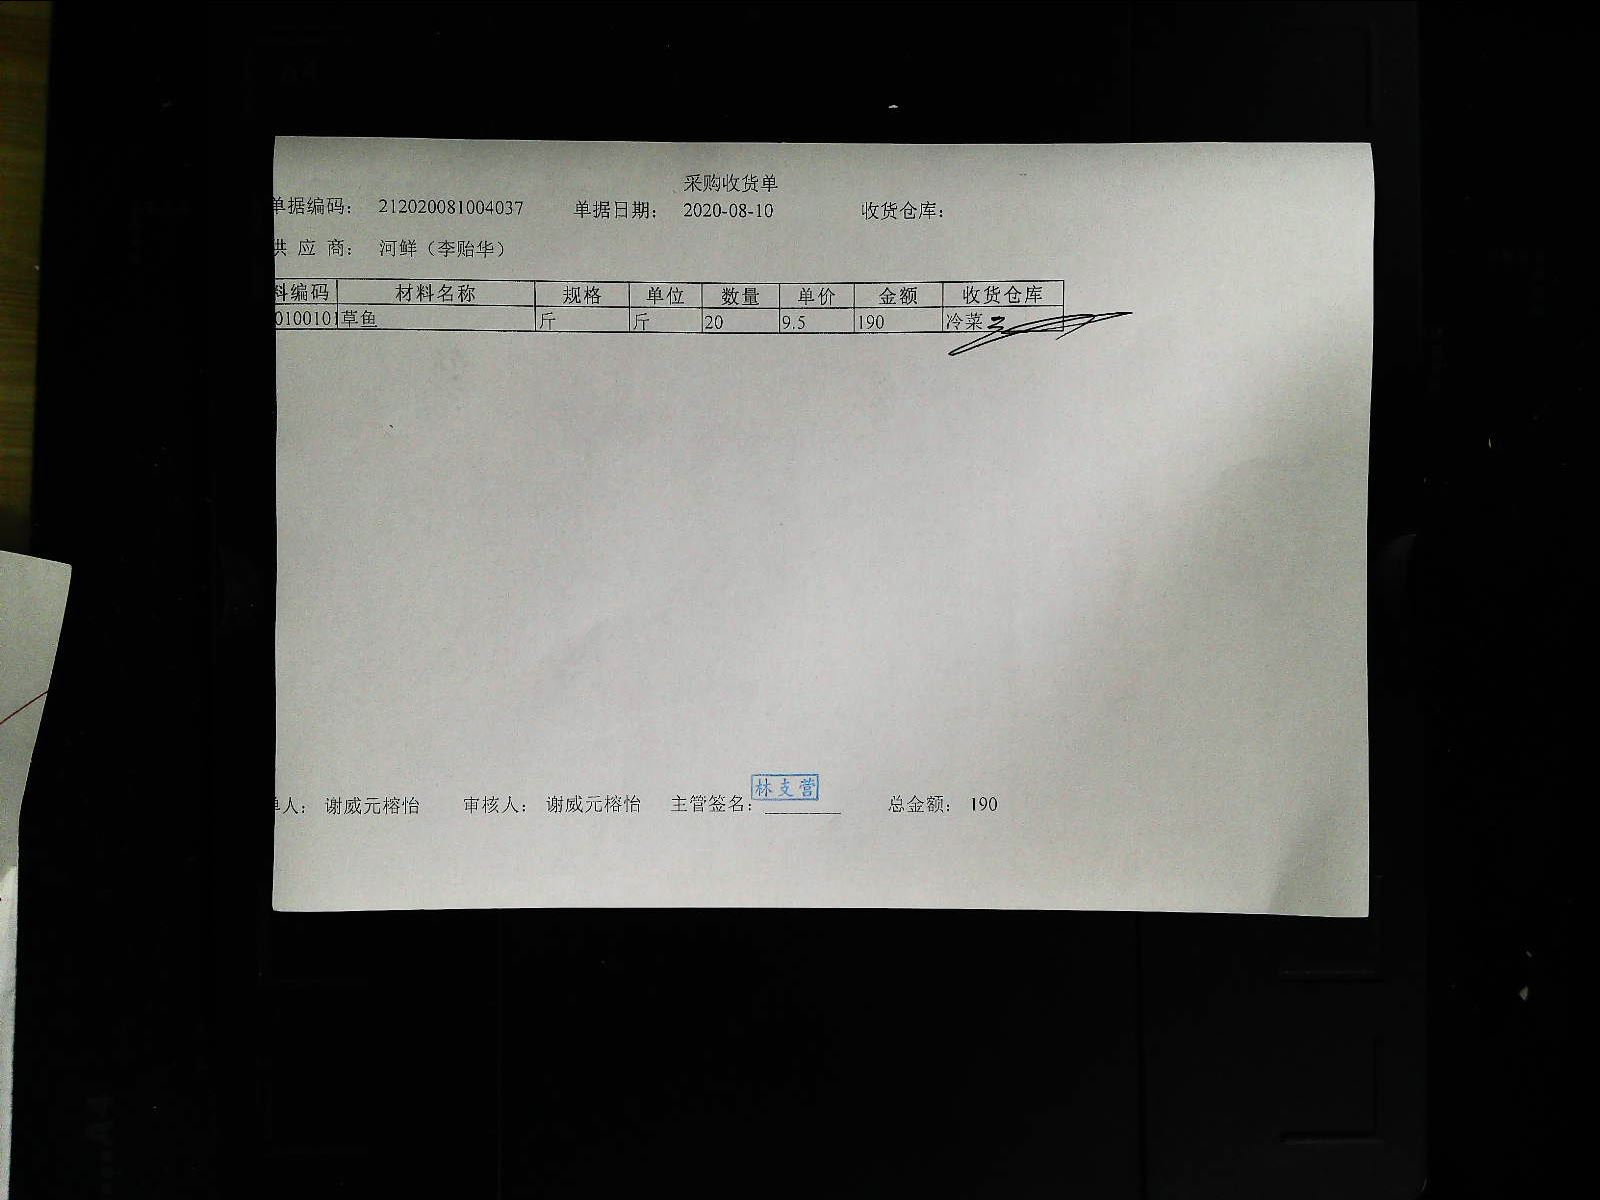 采购收货单
单据编码： 212020081004037 单据日期： 2020-08-10 收货仓库：
供 应 商： 河鲜（李贻华）
料编码 材料名称 规格 单位 数量 单价 金额 收货仓库
0100101 草鱼 斤 斤 20 9.5 190 冷菜
林支营
单人： 谢威元榕怡 审核人： 谢威元榕怡 主管签名： 总金额： 190